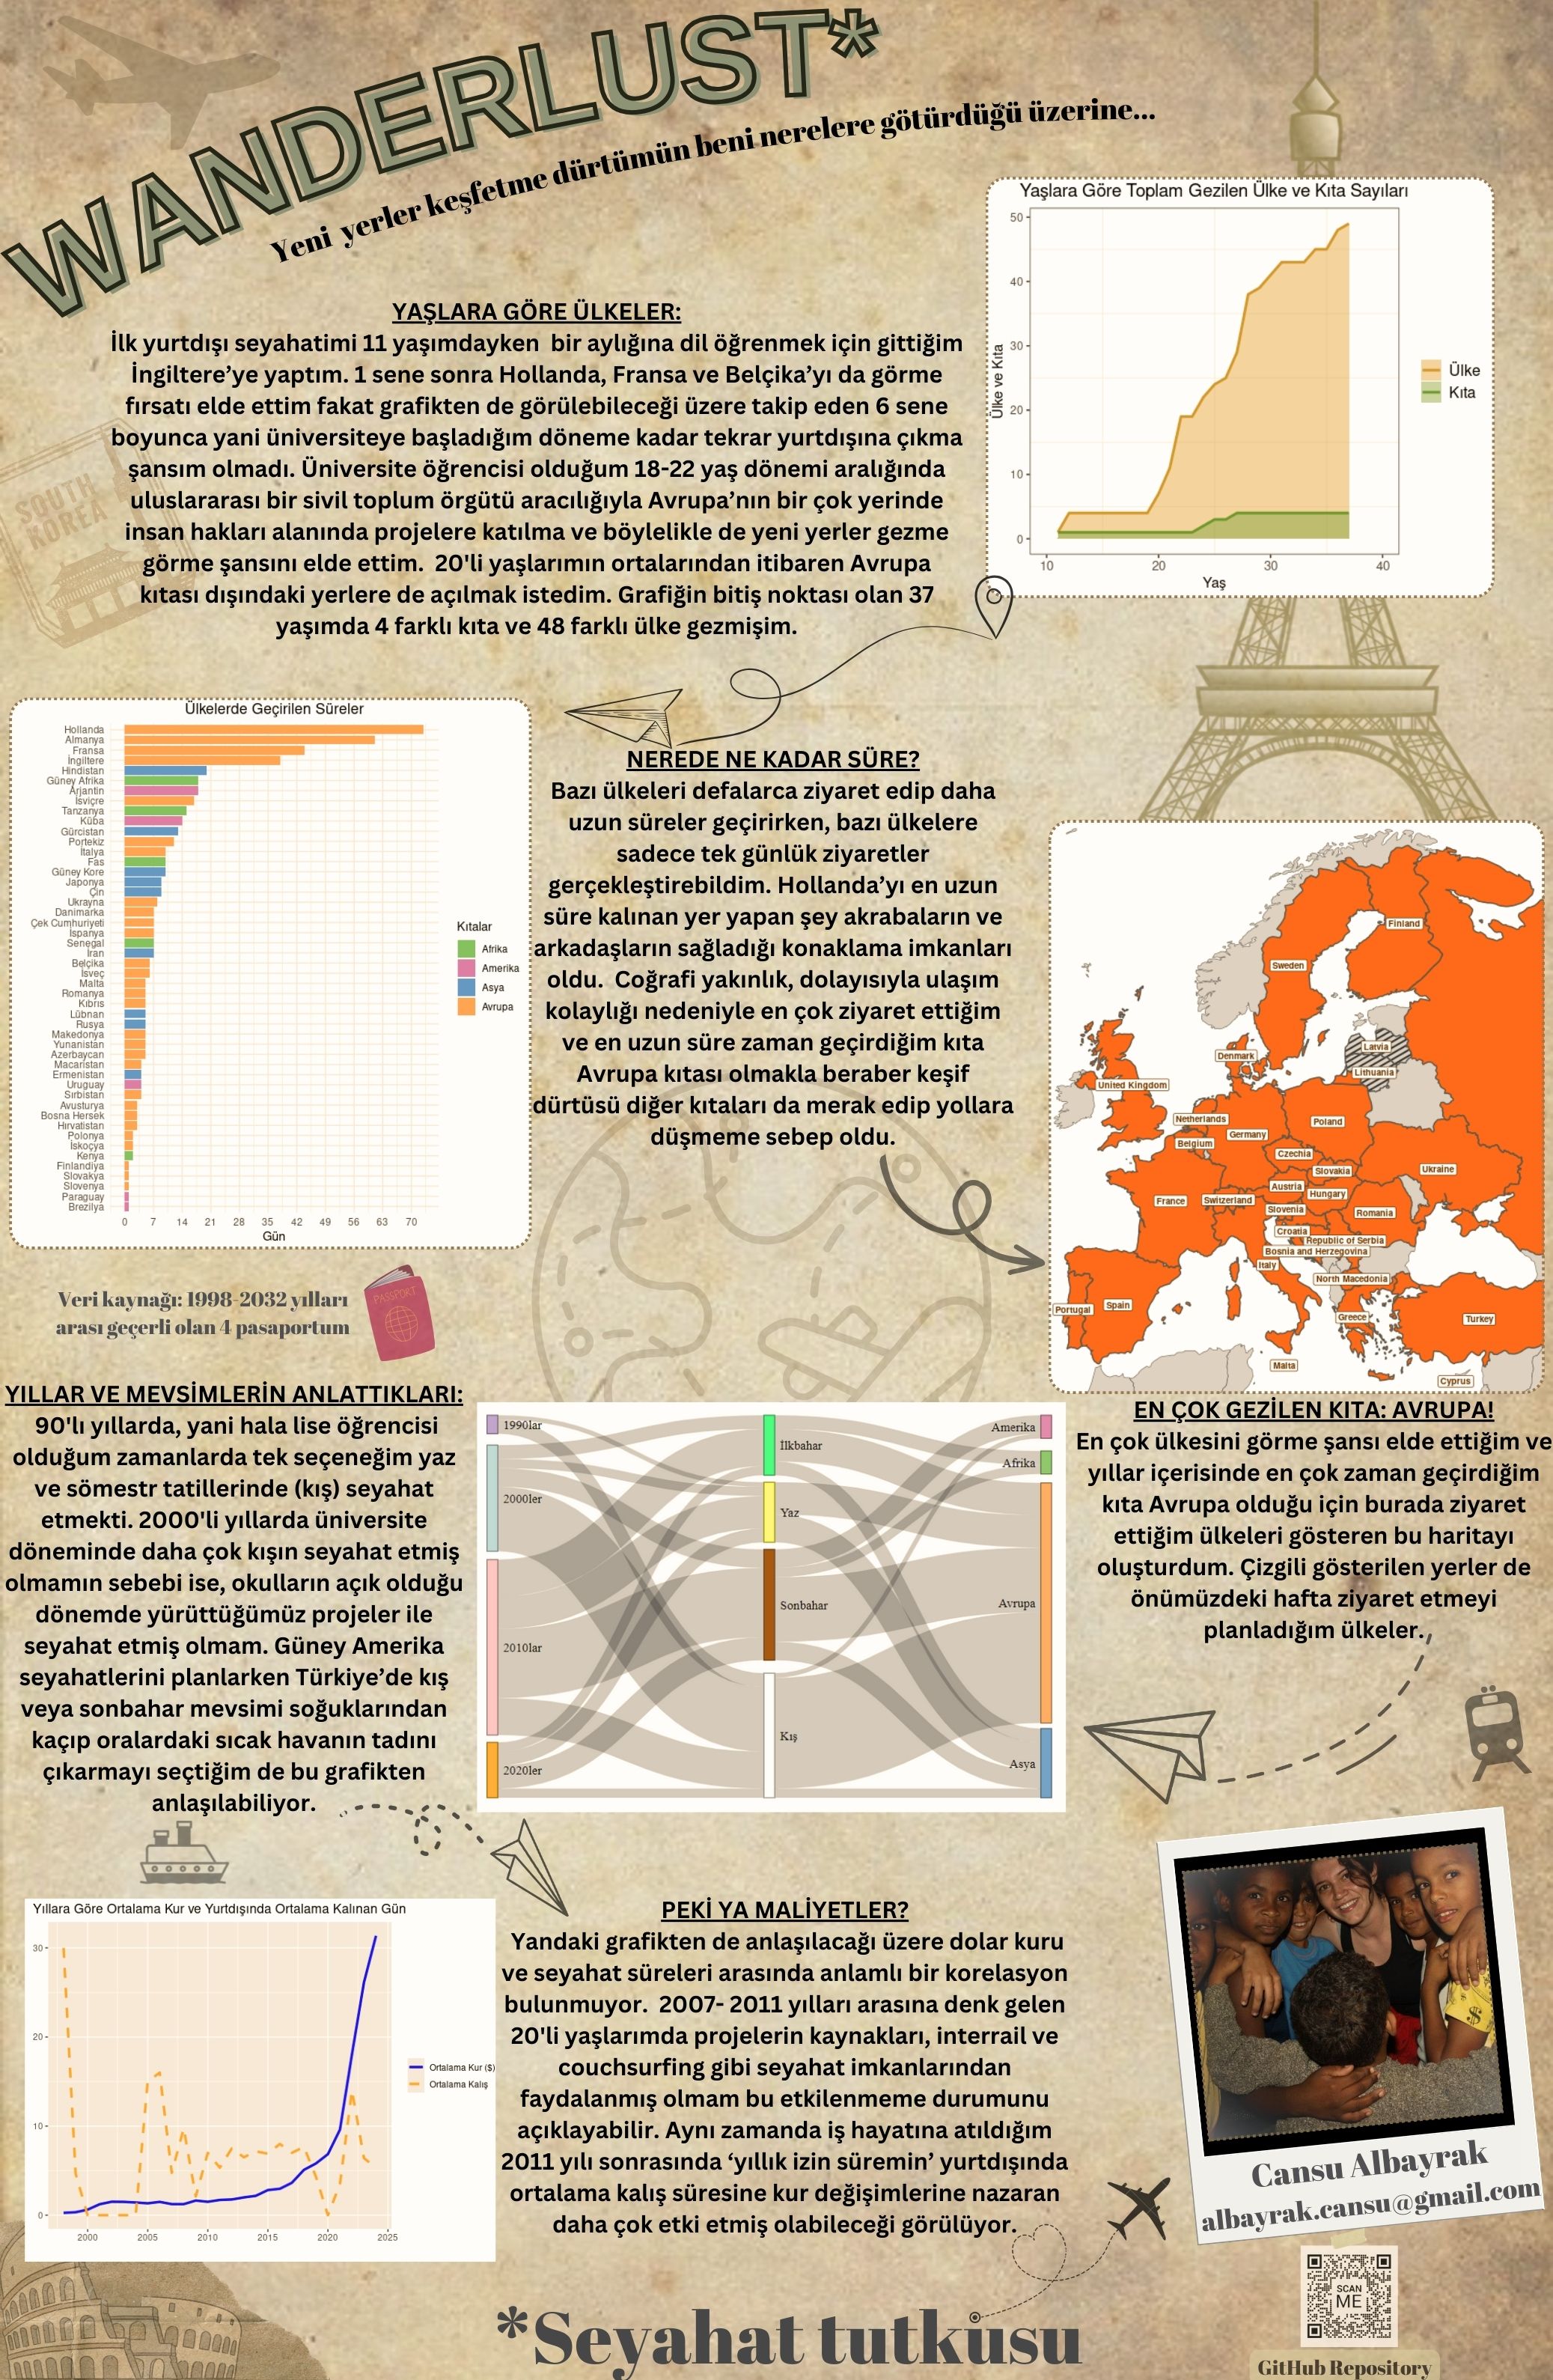 WANDERLUST*
Yeni yerler keşfetme dürtümün beni nerelere götürdüğü üzerine...
YAŞLARA GÖRE ÜLKELER:
İlk yurtdışı seyahatimi 11 yaşımdayken bir aylığına dil öğrenmek için gittiğim
İngiltere’ye yaptım. 1 sene sonra Hollanda, Fransa ve Belçika’yı da görme
fırsatı elde ettim fakat grafikten de görülebileceği üzere takip eden 6 sene
boyunca yani üniversiteye başladığım döneme kadar tekrar yurtdışına çıkma
şansım olmadı. Üniversite öğrencisi olduğum 18-22 yaş dönemi aralığında
uluslararası bir sivil toplum örgütü aracılığıyla Avrupa’nın bir çok yerinde
insan hakları alanında projelere katılma ve böylelikle de yeni yerler gezme
görme şansını elde ettim. 20'li yaşlarımın ortalarından itibaren Avrupa
kıtası dışındaki yerlere de açılmak istedim. Grafiğin bitiş noktası olan 37
yaşımda 4 farklı kıta ve 48 farklı ülke gezmişim.
SOUTH
KOREA
Yaşlara Göre Toplam Gezilen Ülke ve Kıta Sayıları
Ülke ve Kıta
50
40
30
20
10
0
10 20 30 40
Yaş
Ülke
Kıta
Ülkelerde Geçirilen Süreler
Hollanda
Almanya
Fransa
İngiltere
Hindistan
Güney Afrika
Arjantin
İsviçre
Tanzanya
Küba
Gürcistan
Portekiz
İtalya
Fas
Güney Kore
Japonya
Çin
Ukrayna
Danimarka
Çek Cumhuriyeti
İspanya
Senegal
İran
Belçika
İsveç
Malta
Romanya
Kıbrıs
Lübnan
Rusya
Makedonya
Yunanistan
Azerbaycan
Macaristan
Ermenistan
Uruguay
Sırbistan
Avusturya
Bosna Hersek
Hırvatistan
Polonya
İskoçya
Kenya
Finlandiya
Slovakya
Slovenya
Paraguay
Brezilya
0 7 14 21 28 35 42 49 56 63 70
Gün
Kıtalar
Afrika
Amerika
Asya
Avrupa
NEREDE NE KADAR SÜRE?
Bazı ülkeleri defalarca ziyaret edip daha
uzun süreler geçirirken, bazı ülkelere
sadece tek günlük ziyaretler
gerçekleştirebildim. Hollanda’yı en uzun
süre kalınan yer yapan şey akrabaların ve
arkadaşların sağladığı konaklama imkanları
oldu. Coğrafi yakınlık, dolayısıyla ulaşım
kolaylığı nedeniyle en çok ziyaret ettiğim
ve en uzun süre zaman geçirdiğim kıta
Avrupa kıtası olmakla beraber keşif
dürtüsü diğer kıtaları da merak edip yollara
düşmeme sebep oldu.
Finland
Sweden
Latvia
Denmark
Lithuania
United Kingdom
Netherlands
Poland
Germany
Belgium
Czechia
Slovakia
Ukraine
Austria
Hungary
France
Switzerland
Slovenia
Romania
Croatia
Republic of Serbia
Bosnia and Herzegovina
Italy
North Macedonia
Portugal
Spain
Greece
Turkey
Malta
Cyprus
Veri kaynağı: 1998-2032 yılları
arası geçerli olan 4 pasaportum
PASSPORT
YILLAR VE MEVSİMLERİN ANLATTIKLARI:
90'lı yıllarda, yani hala lise öğrencisi
olduğum zamanlarda tek seçeneğim yaz
ve sömestr tatillerinde (kış) seyahat
etmekti. 2000'li yıllarda üniversite
döneminde daha çok kışın seyahat etmiş
olmamın sebebi ise, okulların açık olduğu
dönemde yürüttüğümüz projeler ile
seyahat etmiş olmam. Güney Amerika
seyahatlerini planlarken Türkiye’de kış
veya sonbahar mevsimi soğuklarından
kaçıp oralardaki sıcak havanın tadını
çıkarmayı seçtiğim de bu grafikten
anlaşılabiliyor.
1990lar
2000ler
2010lar
2020ler
İlkbahar
Yaz
Sonbahar
Kış
Amerika
Afrika
Avrupa
Asya
EN ÇOK GEZİLEN KITA: AVRUPA!
En çok ülkesini görme şansı elde ettiğim ve
yıllar içerisinde en çok zaman geçirdiğim
kıta Avrupa olduğu için burada ziyaret
ettiğim ülkeleri gösteren bu haritayı
oluşturdum. Çizgili gösterilen yerler de
önümüzdeki hafta ziyaret etmeyi
planladığım ülkeler.
Yıllara Göre Ortalama Kur ve Yurtdışında Ortalama Kalınan Gün
30
20
10
0
2000 2005 2010 2015 2020 2025
Ortalama Kur ($)
Ortalama Kalış
PEKİ YA MALİYETLER?
Yandaki grafikten de anlaşılacağı üzere dolar kuru
ve seyahat süreleri arasında anlamlı bir korelasyon
bulunmuyor. 2007- 2011 yılları arasına denk gelen
20'li yaşlarımda projelerin kaynakları, interrail ve
couchsurfing gibi seyahat imkanlarından
faydalanmış olmam bu etkilenmeme durumunu
açıklayabilir. Aynı zamanda iş hayatına atıldığım
2011 yılı sonrasında ‘yıllık izin süremin’ yurtdışında
ortalama kalış süresine kur değişimlerine nazaran
daha çok etki etmiş olabileceği görülüyor.
Cansu Albayrak
albayrak.cansu@gmail.com
SCAN
ME
GitHub Repository
*Seyahat tutkusu